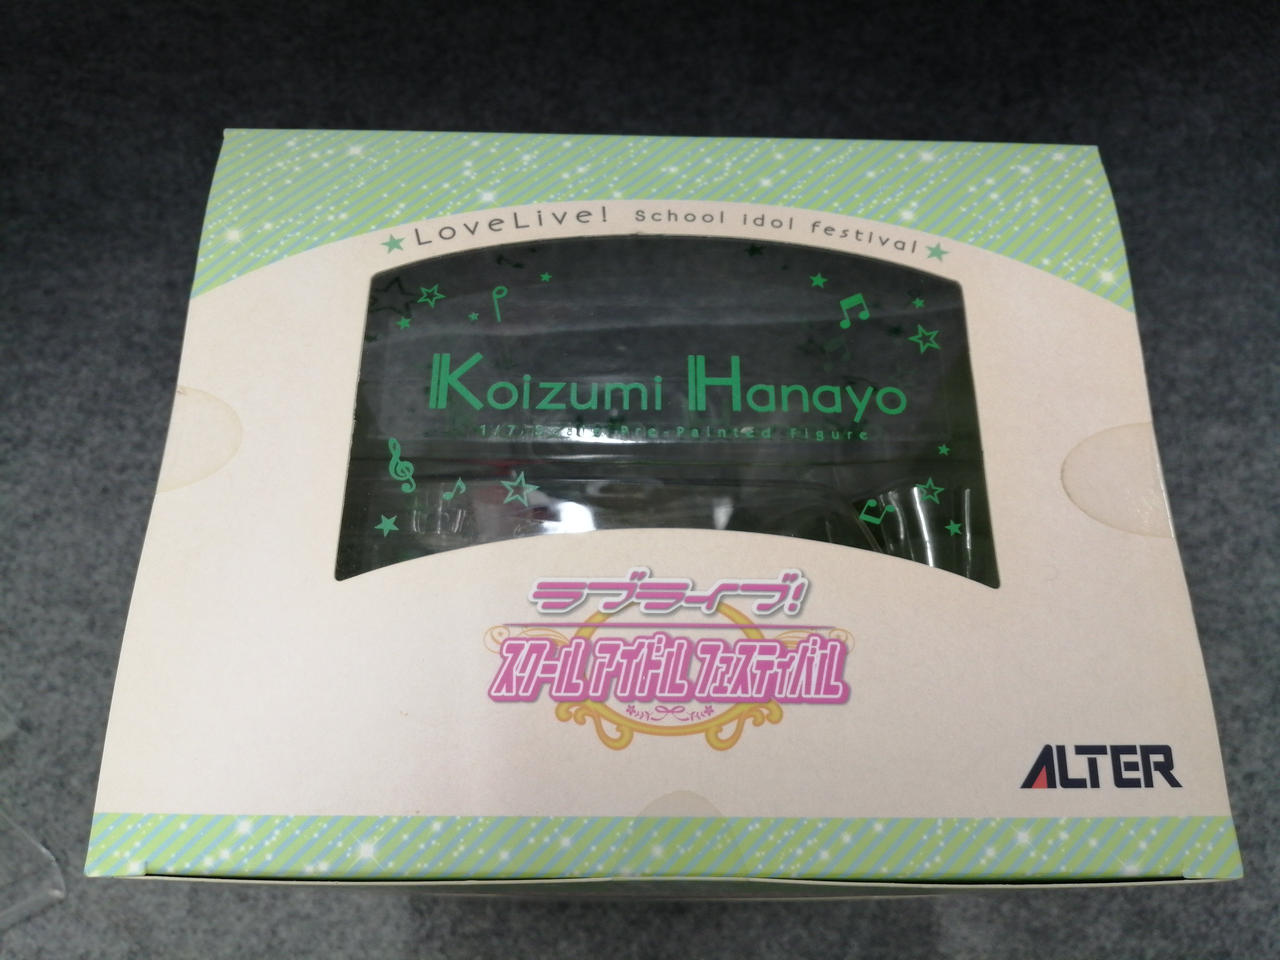 LoveLive! School idol festival
Koizumi Hanayo
1/7 Scale Pre-Painted Figure
ラブライブ!
スクールアイドルフェスティバル
ALTER